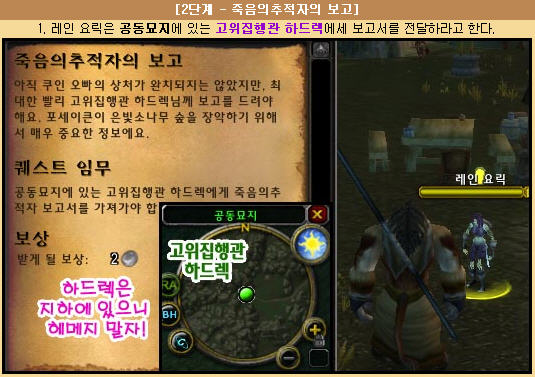 [2단계 - 죽음의추적자의 보고]
1. 레인 요릭은 공동묘지에 있는 고위집행관 하드렉에세 보고서를 전달하라고 한다.
죽음의추적자의 보고
아직 쿠인 오빠의 상처가 완치되지는 않았지만, 최
대한 빨리 고위집행관 하드렉님께 보고를 드려야
해요. 포세이큰이 은빛소나무 숲을 장악하기 위해
서 매우 중요한 정보에요.
퀘스트 임무
공동묘지에 있는 고위집행관 하드렉에게 죽음의추
적자 보고서를 가져가야 합
보상
받게 될 보상: 2
하드렉은
지하에 있으니
헤메지 말자!
공동묘지
N
고위집행관
하드렉
RA
BH
레인 요릭